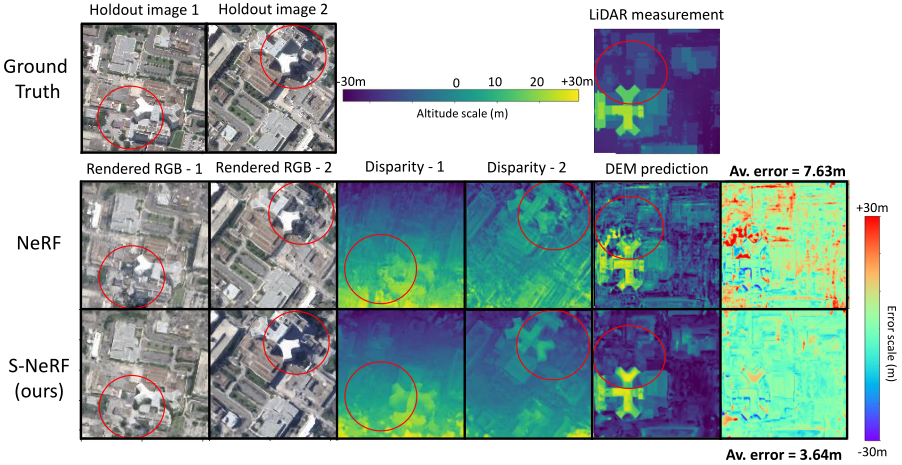 Holdout image 1
Holdout image 2
LiDAR measurement
Ground
Truth
-30m
0
10
20
+30m
Altitude scale (m)
Rendered RGB - 1
Rendered RGB - 2
Disparity - 1
Disparity - 2
DEM prediction
Av. error = 7.63m
NeRF
+30m
Error scale (m)
S-NeRF
(ours)
-30m
Av. error = 3.64m